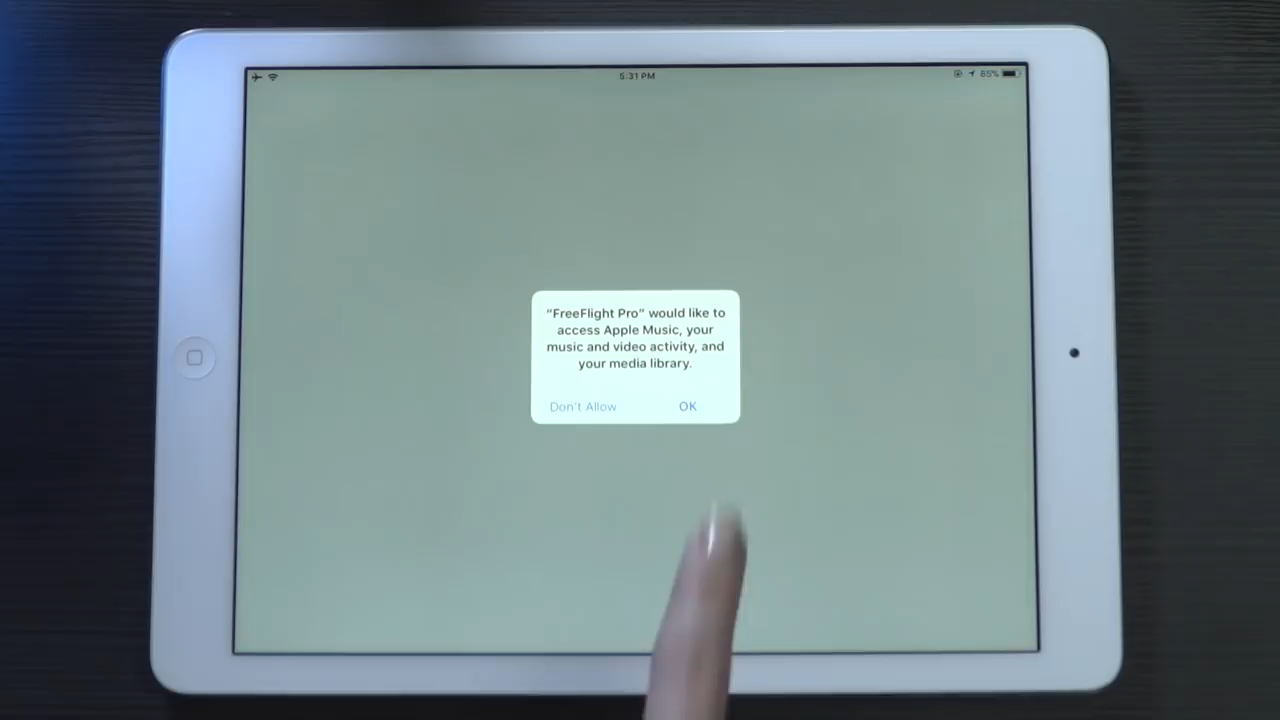 5:31 PM
85%
“FreeFlight Pro” would like to
access Apple Music, your
music and video activity, and
your media library.
Don’t Allow
OK